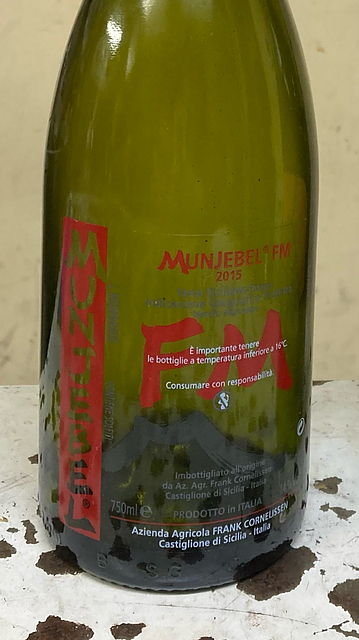 MUNJEBEL
MUNJEBEL® FM
2015
FM
È importante tenere
le bottiglie a temperatura inferiore a 16°C.
Consumare con responsabilità.
Imbottigliato all'origine
da Az. Agr. Frank Cornelissen
Castiglione di Sicilia - Italia
750ml e
PRODOTTO in ITALIA
Azienda Agricola FRANK CORNELISSEN
Castiglione di Sicilia - Italia